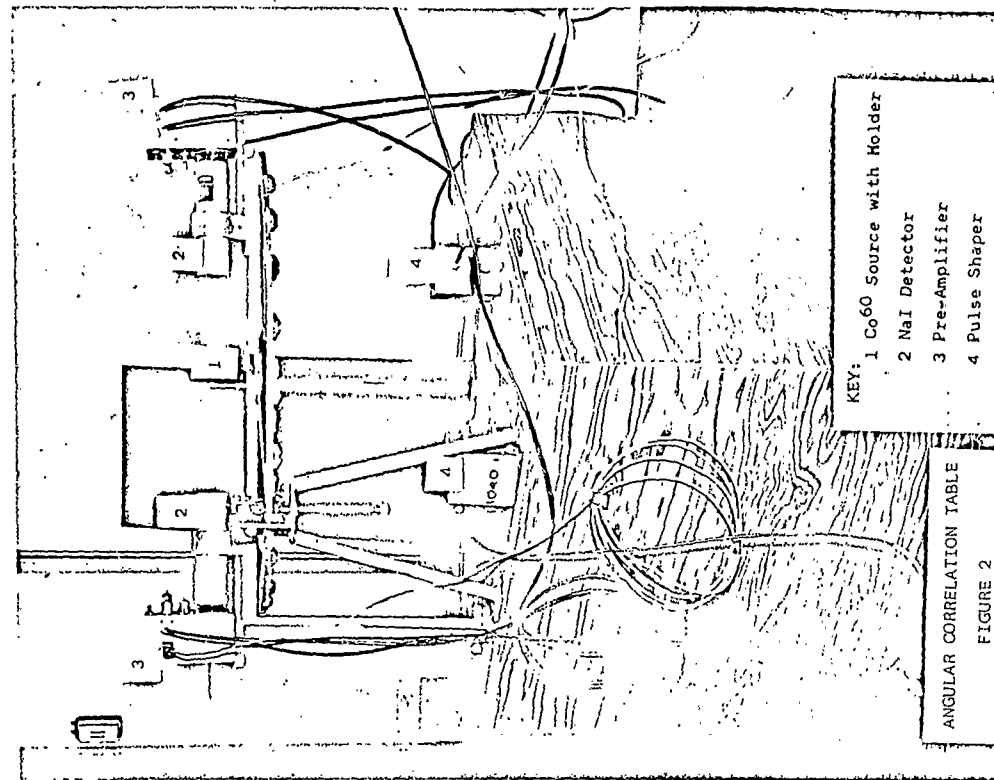 3
2
2
3
1
4
4
1040
KEY:
1 Co60 Source with Holder
2 NaI Detector
3 Pre-Amplifier
4 Pulse Shaper
ANGULAR CORRELATION TABLE
FIGURE 2